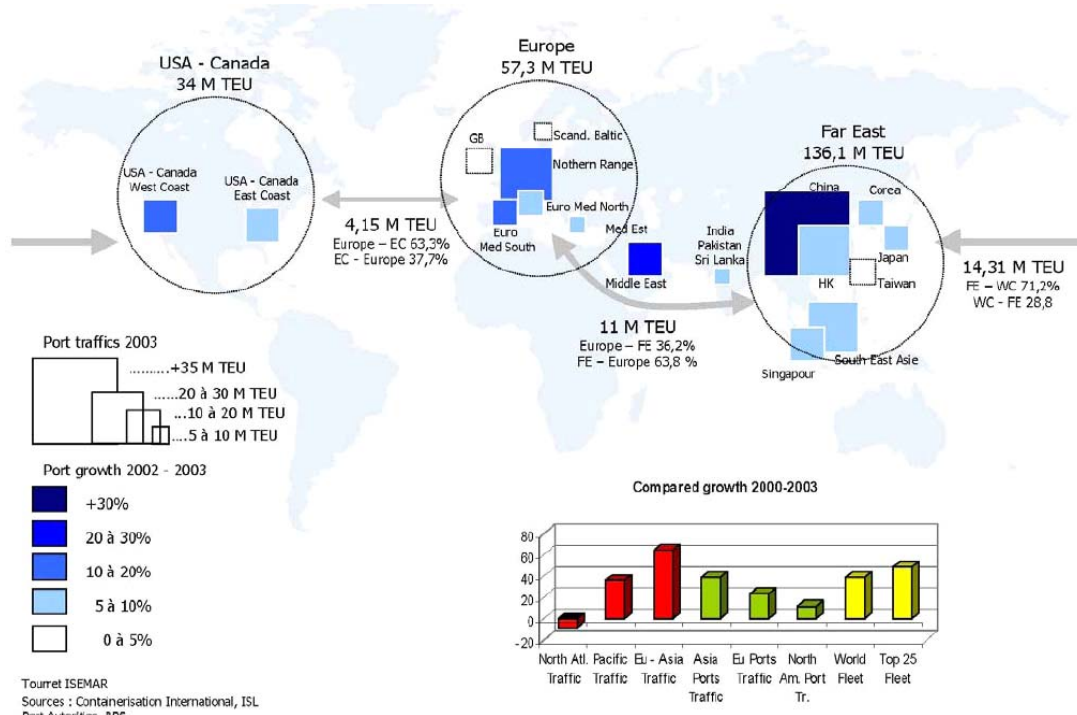 USA - Canada
34 M TEU
Europe
57,3 M TEU
Far East
136,1 M TEU
USA - Canada
West Coast
USA - Canada
East Coast
GB
Scand. Baltic
Nothern Range
Euro Med North
Euro
Med South
Med Est
Middle East
India
Pakistan
Sri Lanka
China
Corea
Japan
HK
Taiwan
South East Asie
Singapour
4,15 M TEU
Europe – EC 63,3%
EC - Europe 37,7%
11 M TEU
Europe – FE 36,2%
FE – Europe 63,8 %
14,31 M TEU
FE – WC 71,2%
WC - FE 28,8
Port traffics 2003
..........+35 M TEU
......20 à 30 M TEU
....10 à 20 M TEU
....5 à 10 M TEU
Port growth 2002 - 2003
+30%
20 à 30%
10 à 20%
5 à 10%
0 à 5%
Compared growth 2000-2003
80
60
40
20
0
-20
North Atl.
Traffic
Pacific
Traffic
Eu - Asia
Traffic
Asia
Ports
Traffic
Eu Ports
Traffic
North
Am. Port
Tr.
World
Fleet
Top 25
Fleet
Tourret ISEMAR
Sources : Containerisation International, ISL